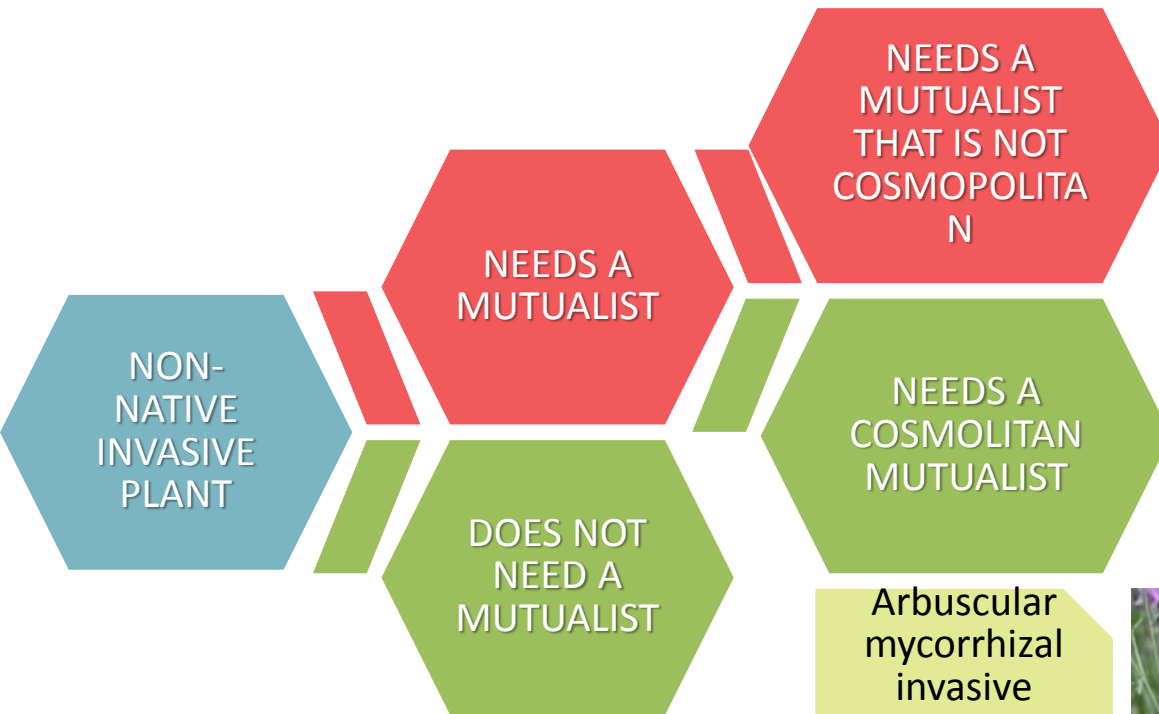 NEEDS A
MUTUALIST
THAT IS NOT
COSMOPOLITA
N
NEEDS A
MUTUALIST
NON-
NATIVE
INVASIVE
PLANT
NEEDS A
COSMOLITAN
MUTUALIST
DOES NOT
NEED A
MUTUALIST
Arbuscular
mycorrhizal
invasive